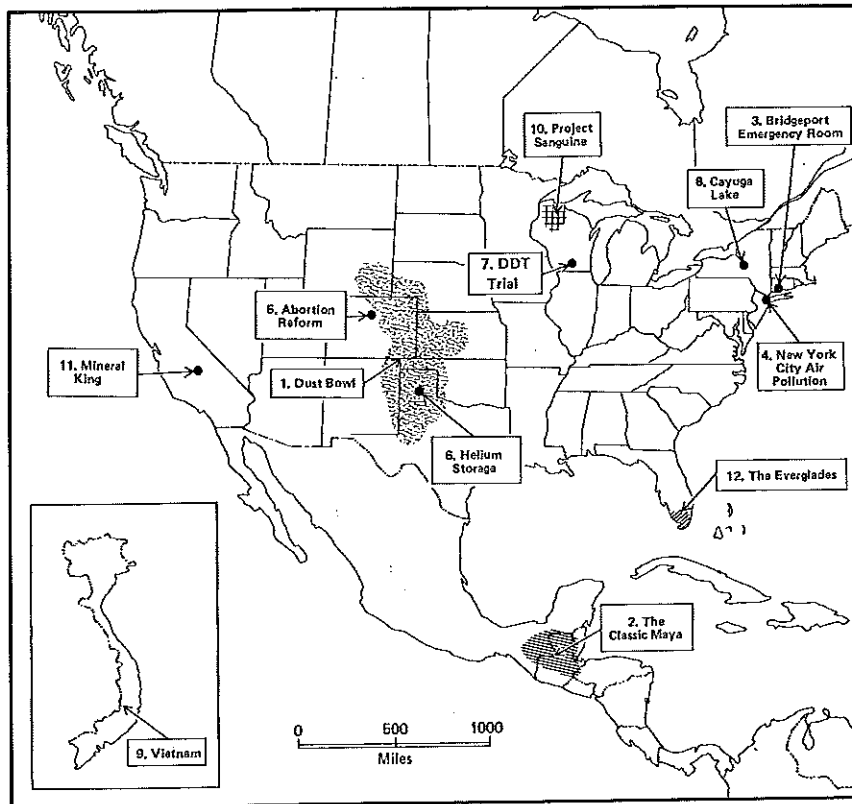 3. Bridgeport
Emergency Room
10. Project
Sanguine
8. Cayuga
Lake
7. DDT
Trial
6. Abortion
Reform
11. Mineral
King
1. Dust Bowl
4. New York
City Air
Pollution
6. Helium
Storage
12. The Everglades
2. The
Classic Maya
9. Vietnam
0 500 1000
Miles